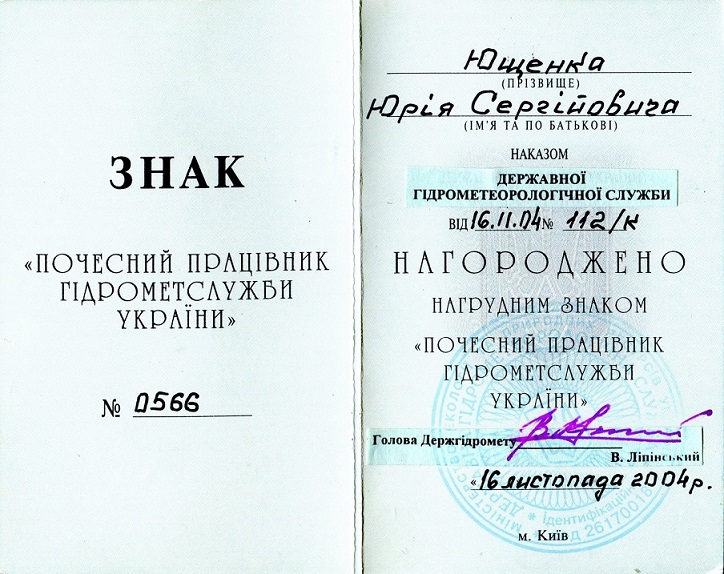 ЗНАК
«ПОЧЕСНИЙ ПРАЦІВНИК
ГІДРОМЕТСЛУЖБИ
УКРАЇНИ»
№ 0566
Ющенка
(ПРІЗВИЩЕ)
Юрія Сергійовича
(ІМ'Я ТА ПО БАТЬКОВІ)
НАКАЗОМ
ДЕРЖАВНОЇ
ГІДРОМЕТЕОРОЛОГІЧНОЇ СЛУЖБИ
ВІД 16.11.04 № 112/к
НАГОРОДЖЕНО
НАГРУДНИМ ЗНАКОМ
«ПОЧЕСНИЙ ПРАЦІВНИК
ГІДРОМЕТСЛУЖБИ
УКРАЇНИ»
Голова Держгідромету
В. Ліпінський
«16 листопада 2004р.
м. Київ